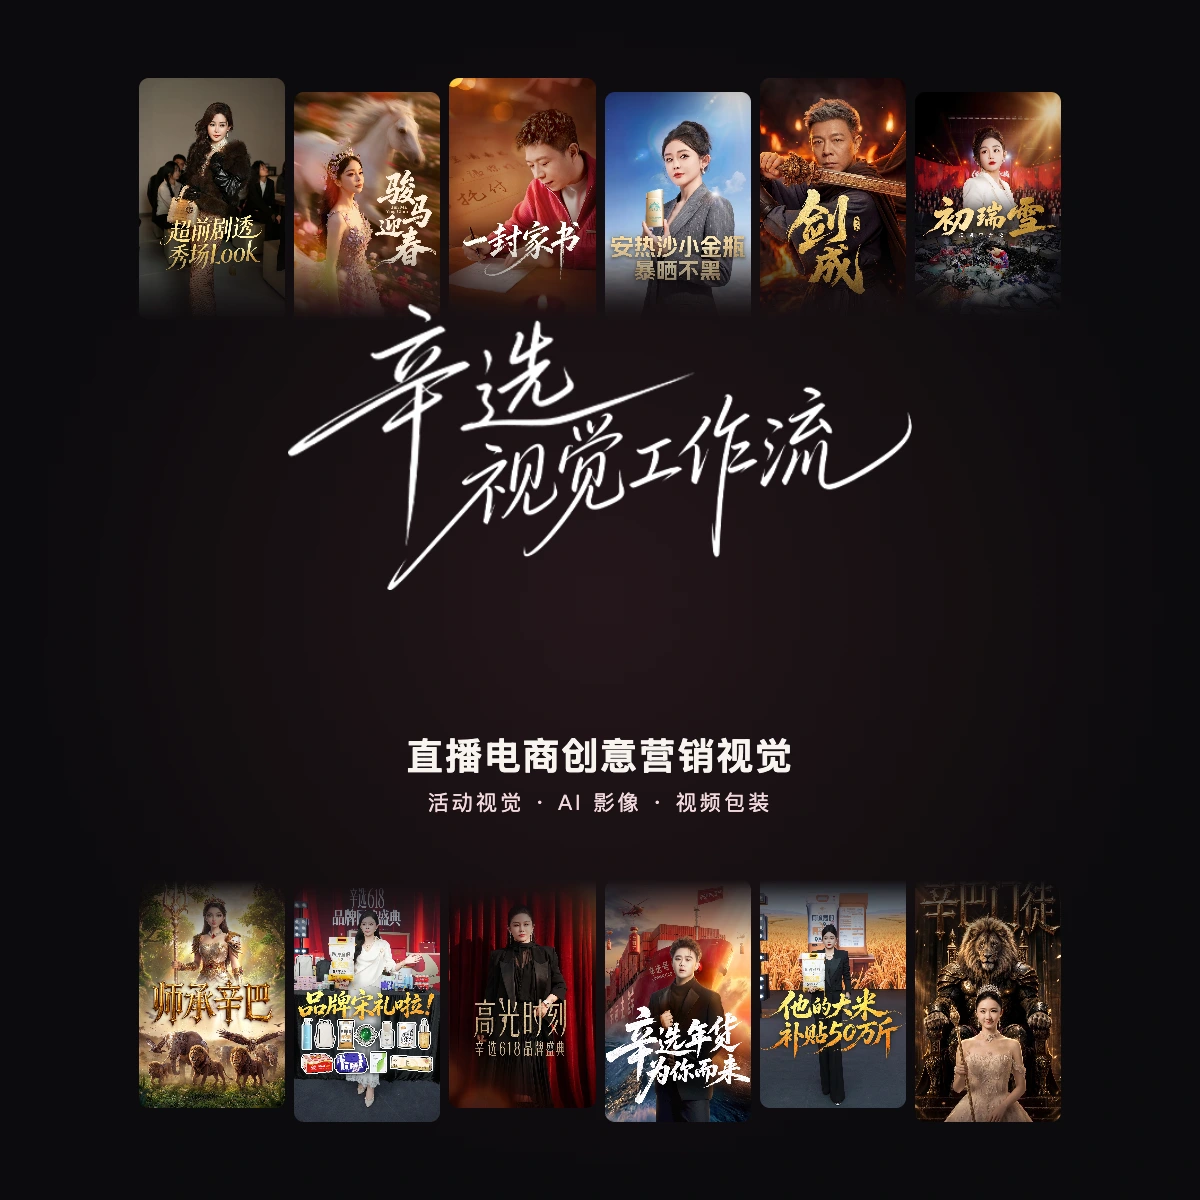 超前剧透
秀场Look
骏马
迎春
一封家书
安热沙小金瓶
暴晒不黑
剑成
初瑞雪
辛选
视觉工作流
直播电商创意营销视觉
活动视觉 · AI 影像 · 视频包装
师承辛巴
辛选618
品牌盛典
品牌宋礼啦!
高光时刻
辛选618品牌盛典
辛选年货
为你而来
他的大米
补贴50万斤
辛巴门徒